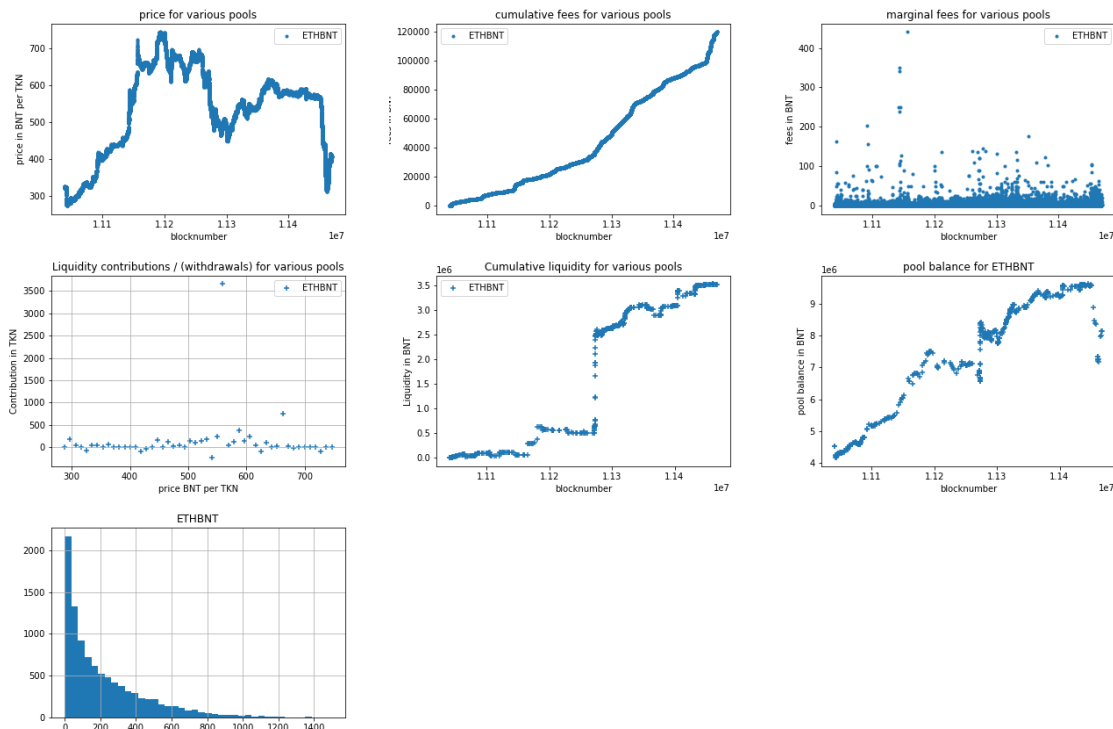 price for various pools
ETHBNT
price in BNT per TKN
700
600
500
400
300
1.11
1.12
1.13
1.14
blocknumber
1e7
cumulative fees for various pools
ETHBNT
fees in BNT
120000
100000
80000
60000
40000
20000
0
1.11
1.12
1.13
1.14
blocknumber
1e7
marginal fees for various pools
ETHBNT
fees in BNT
400
300
200
100
0
1.11
1.12
1.13
1.14
blocknumber
1e7
Liquidity contributions / (withdrawals) for various pools
ETHBNT
Contribution in TKN
3500
3000
2500
2000
1500
1000
500
0
300
400
500
600
700
price BNT per TKN
1e6
Cumulative liquidity for various pools
ETHBNT
Liquidity in BNT
3.5
3.0
2.5
2.0
1.5
1.0
0.5
0.0
1.11
1.12
1.13
1.14
blocknumber
1e7
1e6
pool balance for ETHBNT
pool balance in BNT
9
8
7
6
5
4
1.11
1.12
1.13
1.14
blocknumber
1e7
ETHBNT
2000
1500
1000
500
0
0
200
400
600
800
1000
1200
1400